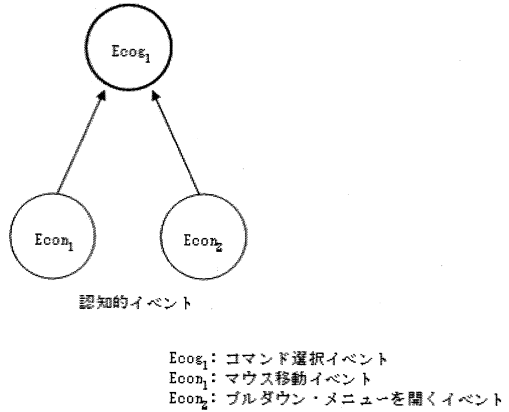 Ecog1
Econ1
Econ2
認知的イベント
Ecog1: コマンド選択イベント
Econ1: マウス移動イベント
Econ2: プルダウン・メニューを開くイベント